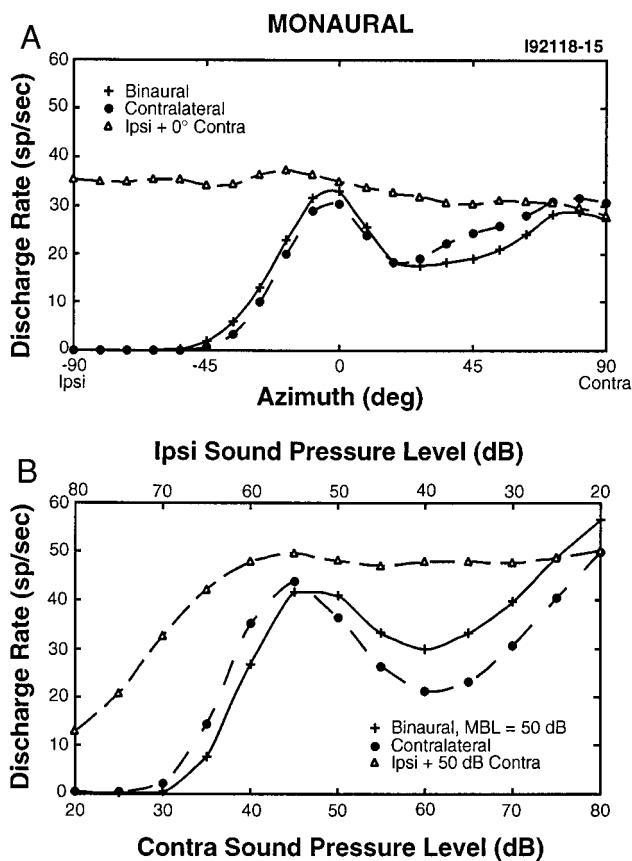 MONAURAL
A
I92118-15
60
50
40
30
20
10
0
Discharge Rate (sp/sec)
Binaural
Contralateral
Ipsi + 0° Contra
-90 -45 0 45 90
Ipsi Contra
Azimuth (deg)
B
Ipsi Sound Pressure Level (dB)
80 70 60 50 40 30 20
60
50
40
30
20
10
0
Discharge Rate (sp/sec)
Binaural, MBL = 50 dB
Contralateral
Ipsi + 50 dB Contra
20 30 40 50 60 70 80
Contra Sound Pressure Level (dB)